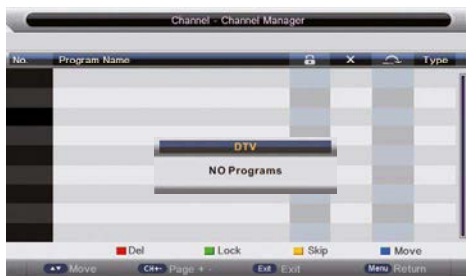 Channel - Channel Manager
No. Program Name X Type
DTV
NO Programs
Del Lock Skip Move
Move CH+- Page + - Exit Exit Menu Return